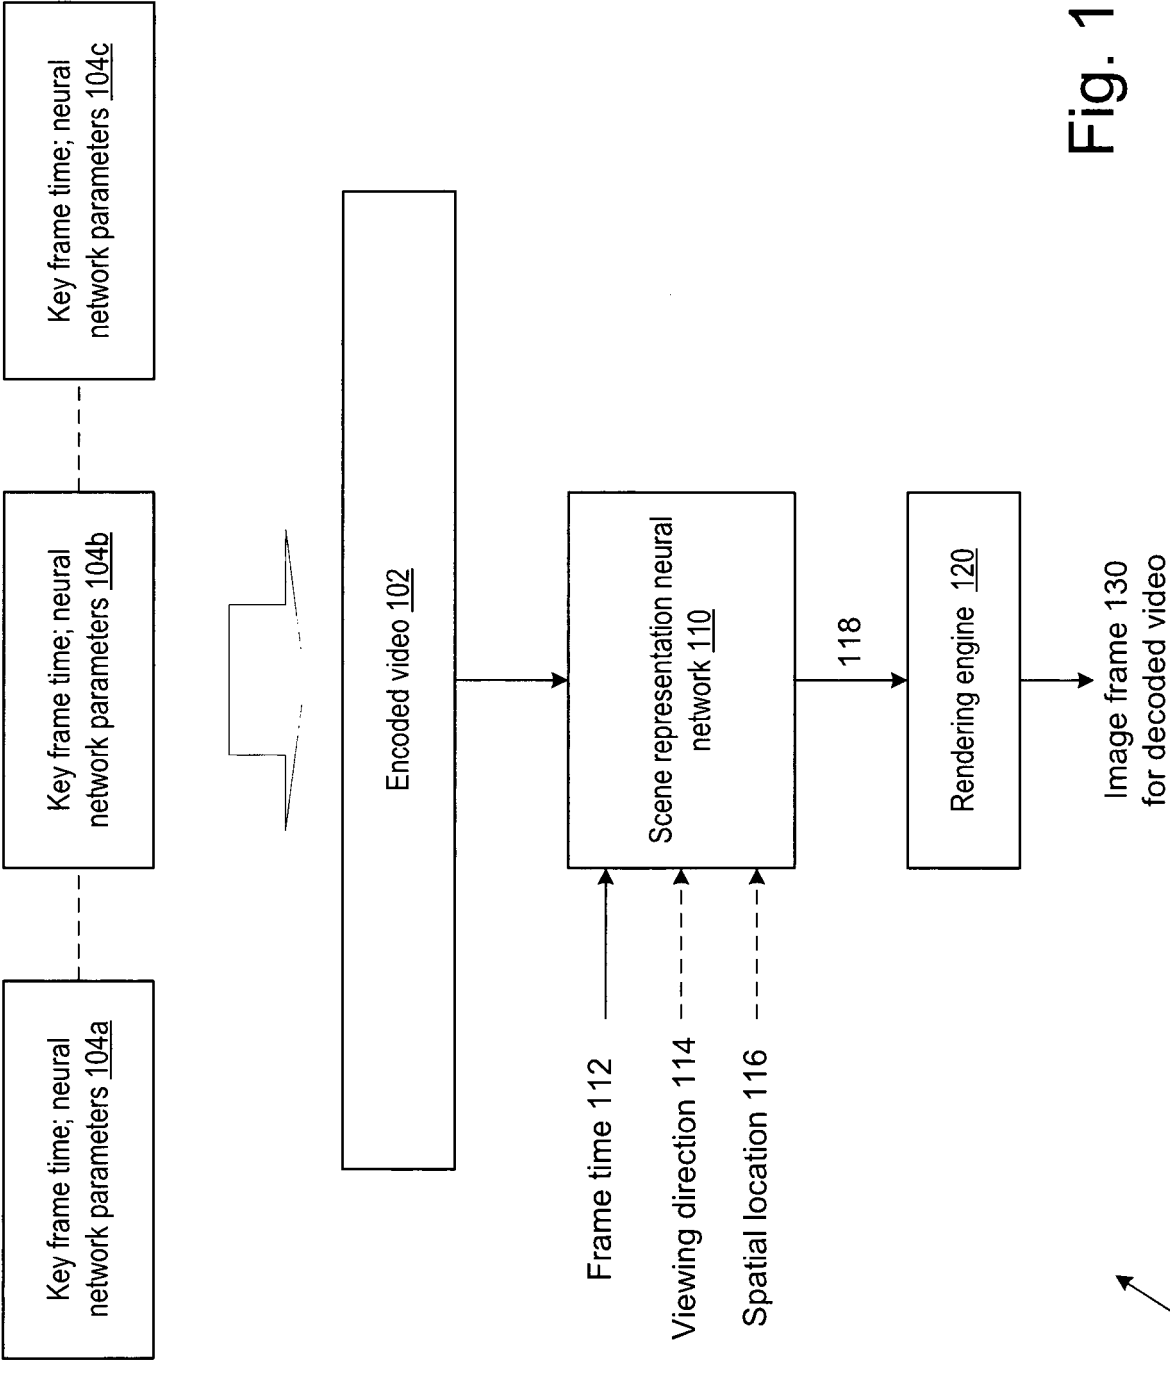 Key frame time; neural
network parameters 104a
Key frame time; neural
network parameters 104b
Key frame time; neural
network parameters 104c
Encoded video 102
Frame time 112
Viewing direction 114
Spatial location 116
Scene representation neural
network 110
118
Rendering engine 120
Image frame 130
for decoded video
Fig. 1